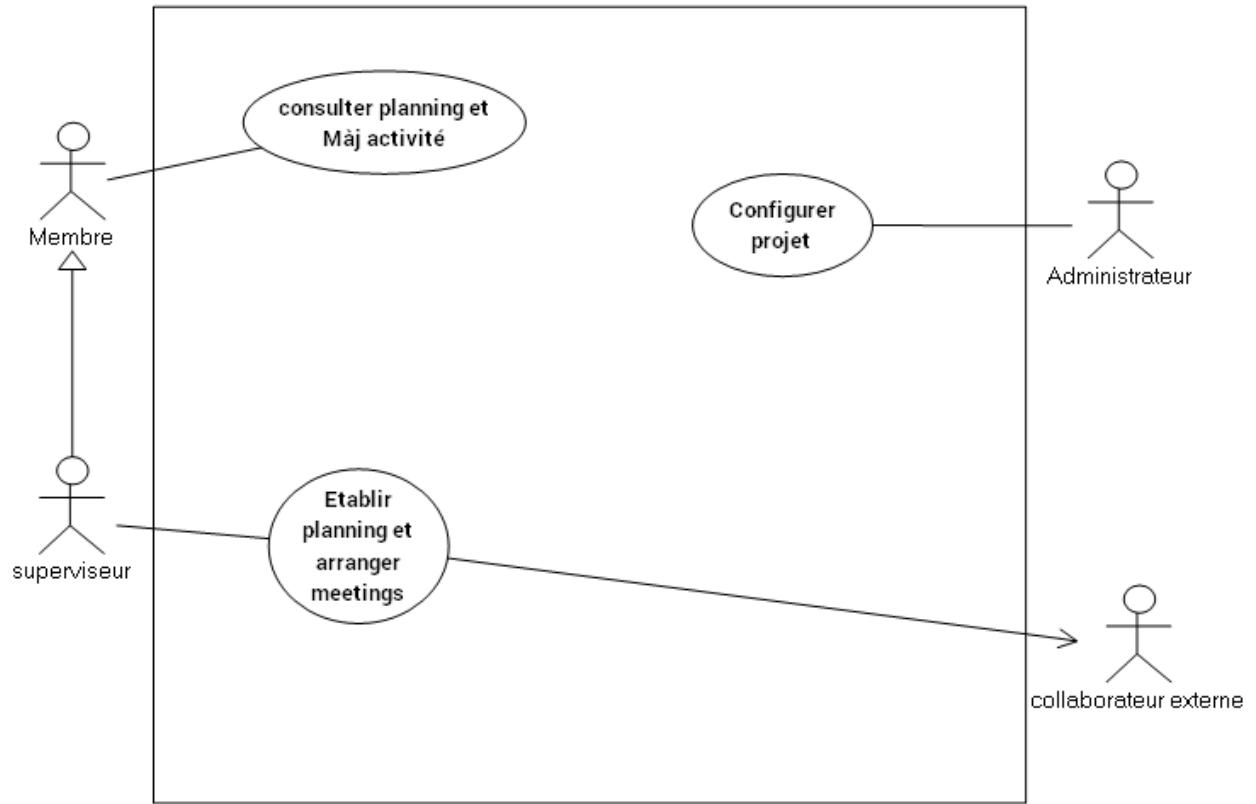 consulter planning et
Màj activité
Membre
Configurer
projet
Administrateur
Etablir
planning et
arranger
meetings
superviseur
collaborateur externe